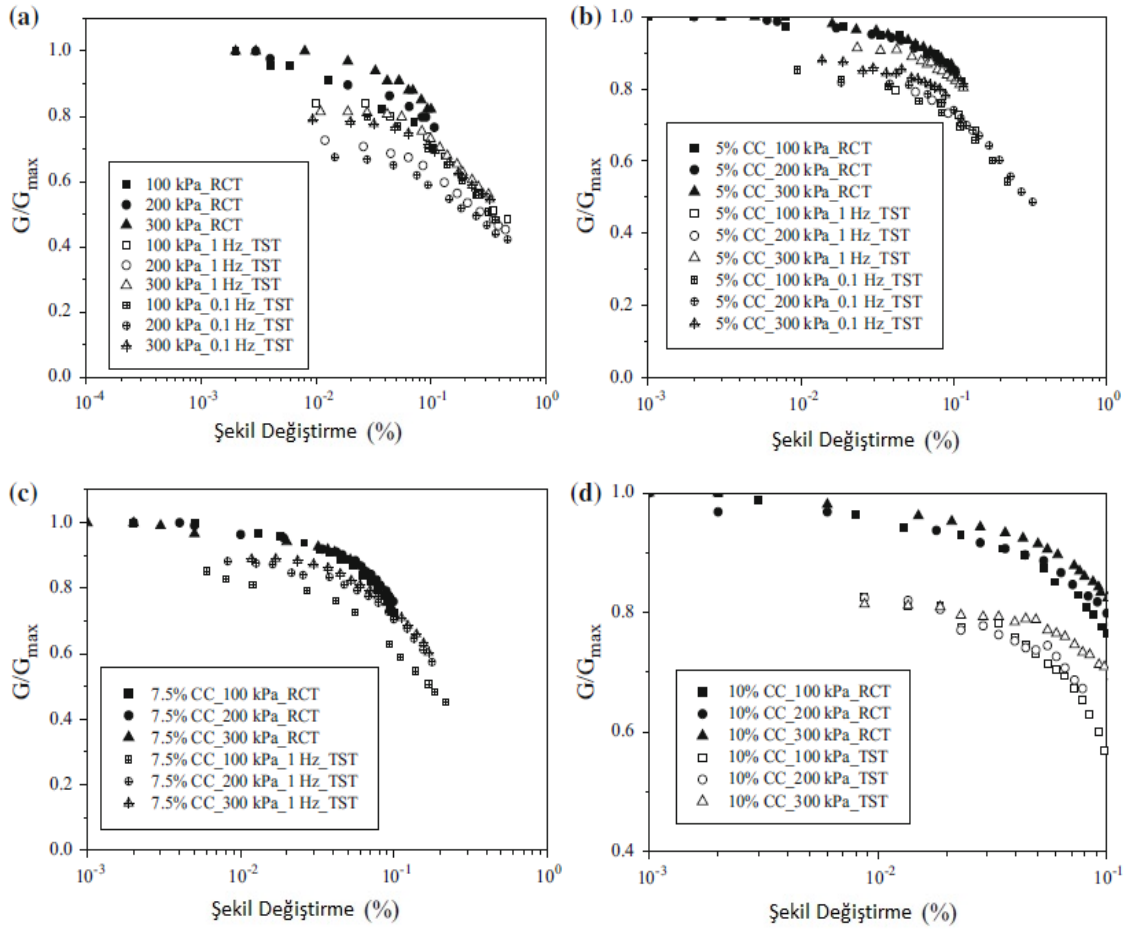 (a)
1.0
0.8
0.6
0.4
0.2
0.0
G/Gmax
100 kPa_RCT
200 kPa_RCT
300 kPa_RCT
100 kPa_1 Hz_TST
200 kPa_1 Hz_TST
300 kPa_1 Hz_TST
100 kPa_0.1 Hz_TST
200 kPa_0.1 Hz_TST
300 kPa_0.1 Hz_TST
10-4
10-3
10-2
10-1
100
Şekil Değiştirme (%)
(b)
1.0
0.8
0.6
0.4
0.2
0.0
G/Gmax
5% CC_100 kPa_RCT
5% CC_200 kPa_RCT
5% CC_300 kPa_RCT
5% CC_100 kPa_1 Hz_TST
5% CC_200 kPa_1 Hz_TST
5% CC_300 kPa_1 Hz_TST
5% CC_100 kPa_0.1 Hz_TST
5% CC_200 kPa_0.1 Hz_TST
5% CC_300 kPa_0.1 Hz_TST
10-3
10-2
10-1
100
Şekil Değiştirme (%)
(c)
1.0
0.8
0.6
0.4
0.2
0.0
G/Gmax
7.5% CC_100 kPa_RCT
7.5% CC_200 kPa_RCT
7.5% CC_300 kPa_RCT
7.5% CC_100 kPa_1 Hz_TST
7.5% CC_200 kPa_1 Hz_TST
7.5% CC_300 kPa_1 Hz_TST
10-3
10-2
10-1
100
Şekil Değiştirme (%)
(d)
1.0
0.8
0.6
0.4
G/Gmax
10% CC_100 kPa_RCT
10% CC_200 kPa_RCT
10% CC_300 kPa_RCT
10% CC_100 kPa_TST
10% CC_200 kPa_TST
10% CC_300 kPa_TST
10-3
10-2
10-1
Şekil Değiştirme (%)